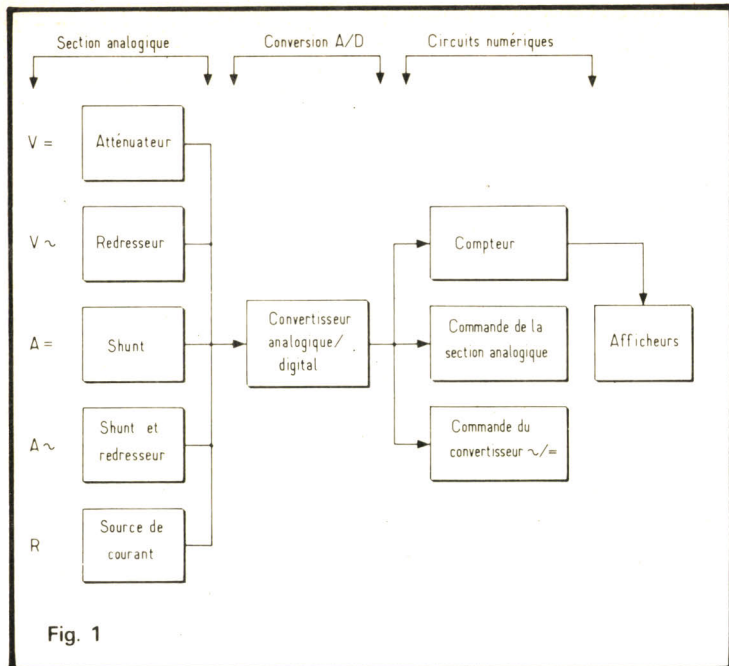 Section analogique
Conversion A/D
Circuits numériques
V =
Atténuateur
V ~
Redresseur
A =
Shunt
A ~
Shunt et
redresseur
R
Source de
courant
Convertisseur
analogique/
digital
Compteur
Commande de la
section analogique
Commande du
convertisseur ~/=
Afficheurs
Fig. 1